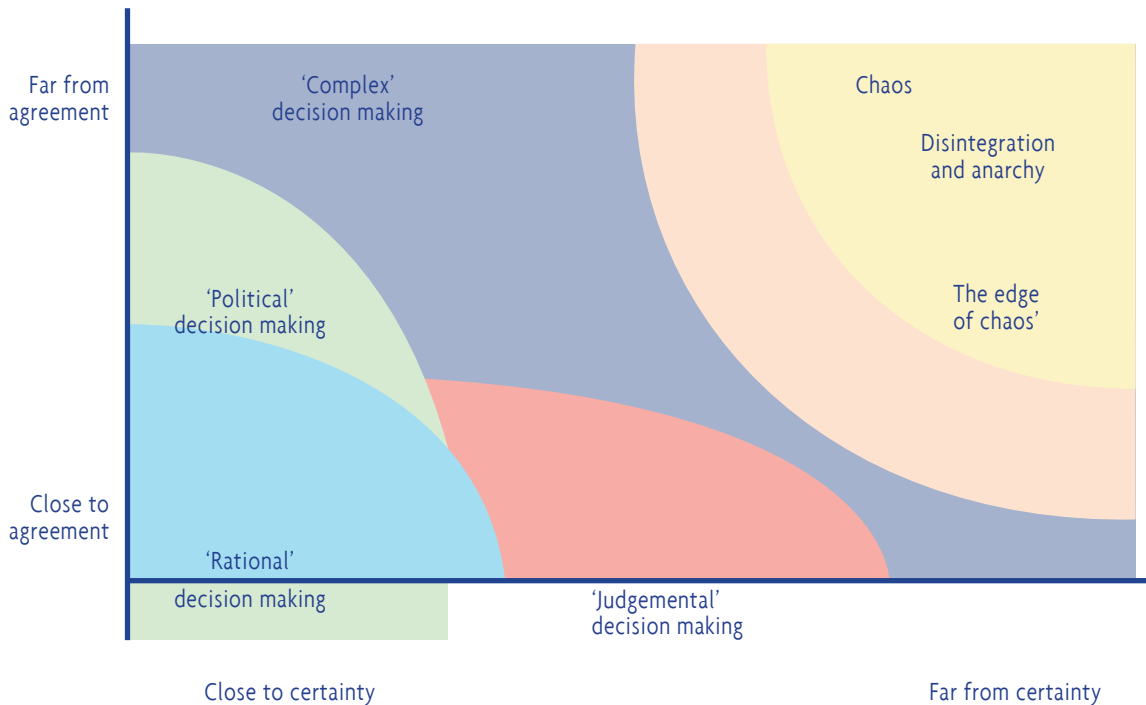 Far from
agreement
‘Complex’
decision making
Chaos
Disintegration
and anarchy
‘Political’
decision making
The edge
of chaos’
Close to
agreement
‘Rational’
decision making
‘Judgemental’
decision making
Close to certainty
Far from certainty